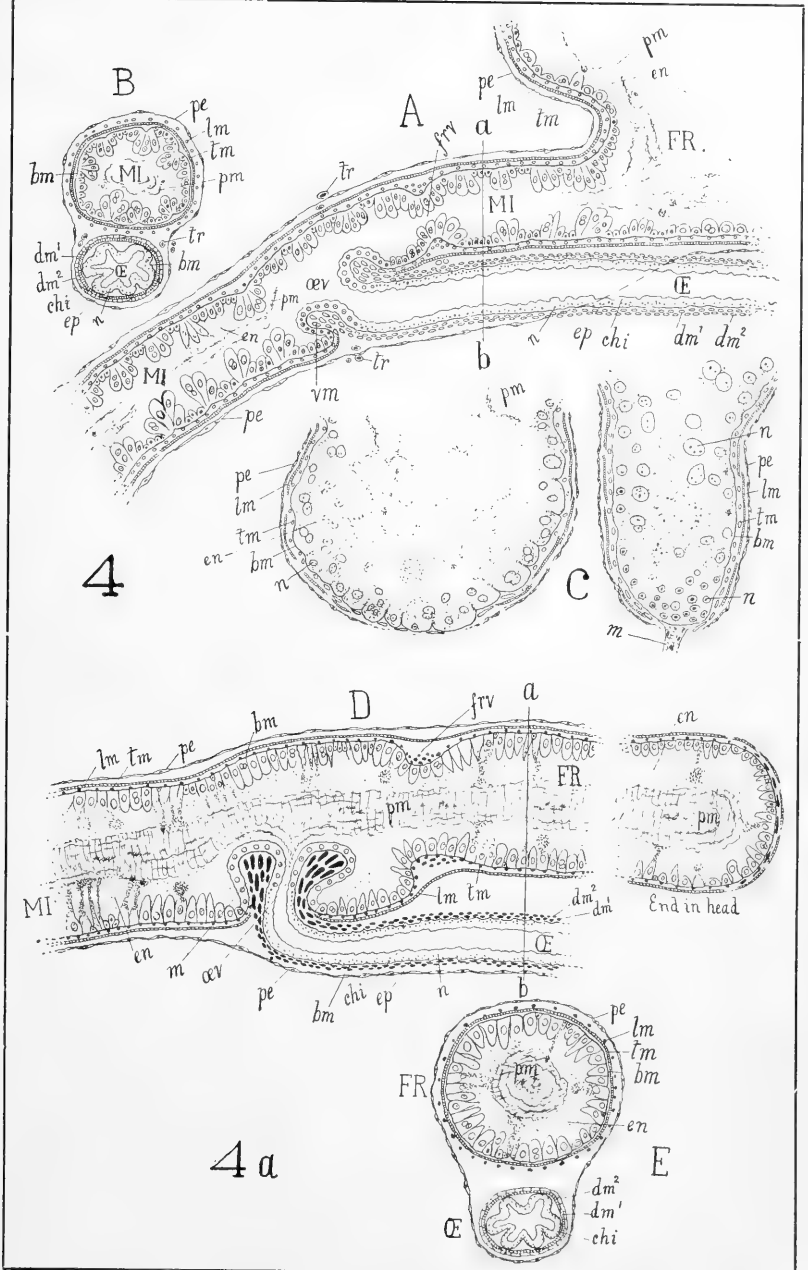 B
pe
lm
tm
pm
bm
MI
tr
bm
dm¹
dm²
chi
ep
n
Œ
A
pe
lm
tm
pm
en
FR.
a
frv
tr
MI
œv
Œ
pm
en
MI
n
ep
chi
dm¹
dm²
b
tr
vm
pe
pm
pe
lm
tm
en
bm
n
C
n
pe
lm
tm
bm
n
m
4
D
a
frv
bm
lm tm pe
FR
pm
MI
en
m
œv
pe
bm
chi
ep
n
b
lm tm
dm²
dm¹
Œ
pm
End in head
pe
lm
tm
bm
FR
pm
en
E
4a
dm²
dm¹
Œ
chi